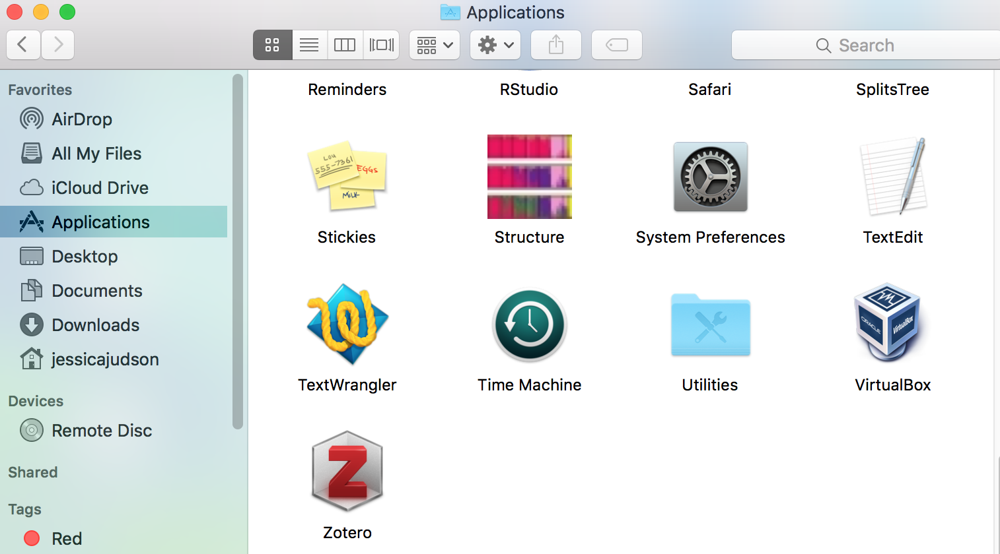 Applications
Search
Favorites
AirDrop
All My Files
iCloud Drive
Applications
Desktop
Documents
Downloads
jessicajudson
Devices
Remote Disc
Shared
Tags
Red
Reminders
RStudio
Safari
SplitsTree
Lou
555-7361
EGGS
MILK
Stickies
Structure
System Preferences
TextEdit
TextWrangler
Time Machine
Utilities
ORACLE
VirtualBox
VirtualBox
Z
Zotero